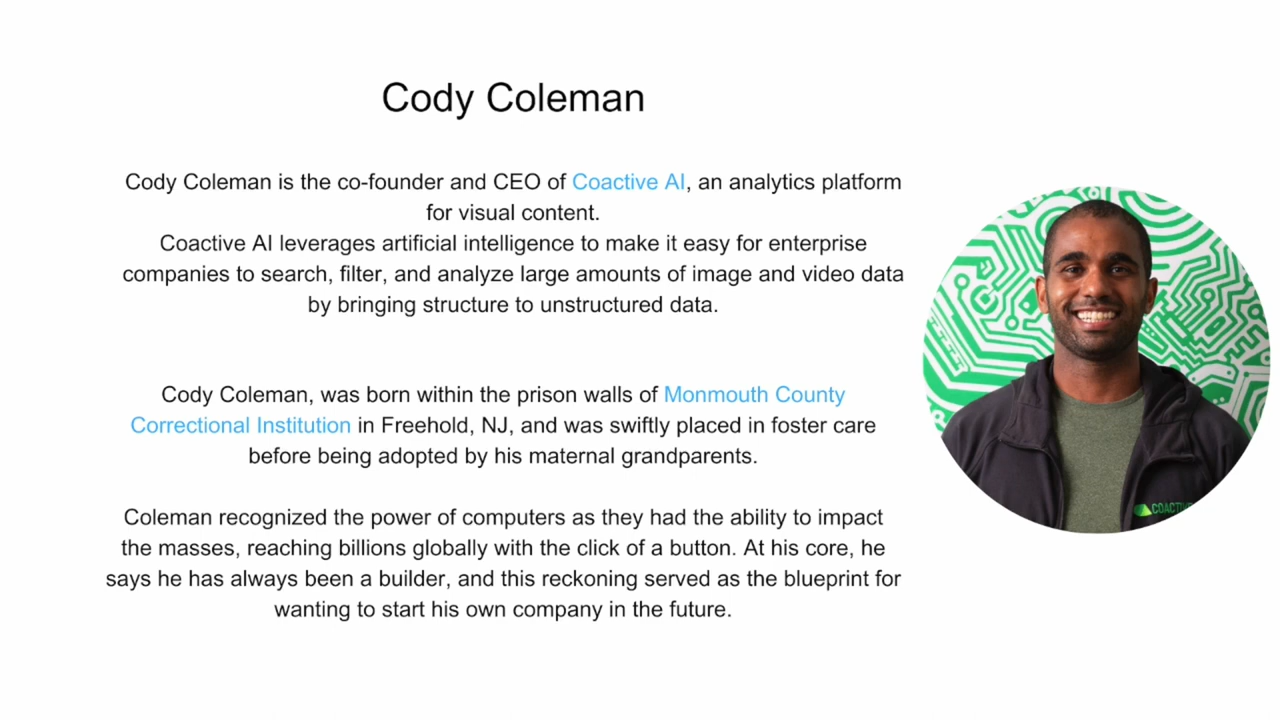 Cody Coleman
Cody Coleman is the co-founder and CEO of Coactive AI, an analytics platform
for visual content.
Coactive AI leverages artificial intelligence to make it easy for enterprise
companies to search, filter, and analyze large amounts of image and video data
by bringing structure to unstructured data.
Cody Coleman, was born within the prison walls of Monmouth County
Correctional Institution in Freehold, NJ, and was swiftly placed in foster care
before being adopted by his maternal grandparents.
Coleman recognized the power of computers as they had the ability to impact
the masses, reaching billions globally with the click of a button. At his core, he
says he has always been a builder, and this reckoning served as the blueprint for
wanting to start his own company in the future.